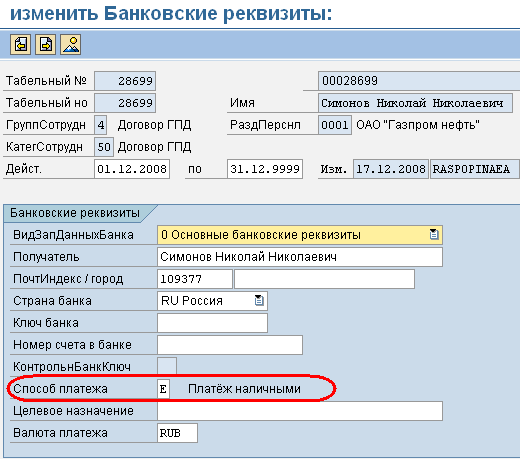 изменить Банковские реквизиты:
Табельный № 28699 00028699
Табельный но 28699 Имя Симонов Николай Николаевич
ГруппСотрудн 4 Договор ГПД РаздПерснл 0001 ОАО "Газпром нефть"
КатегСотрудн 50 Договор ГПД
Дейст. 01.12.2008 по 31.12.9999 Изм. 17.12.2008 RASPOPINAEA
Банковские реквизиты
ВидЗапДанныхБанка 0 Основные банковские реквизиты
Получатель Симонов Николай Николаевич
ПочтИндекс / город 109377
Страна банка RU Россия
Ключ банка
Номер счета в банке
КонтрольнБанкКлюч
Способ платежа E Платёж наличными
Целевое назначение
Валюта платежа RUB